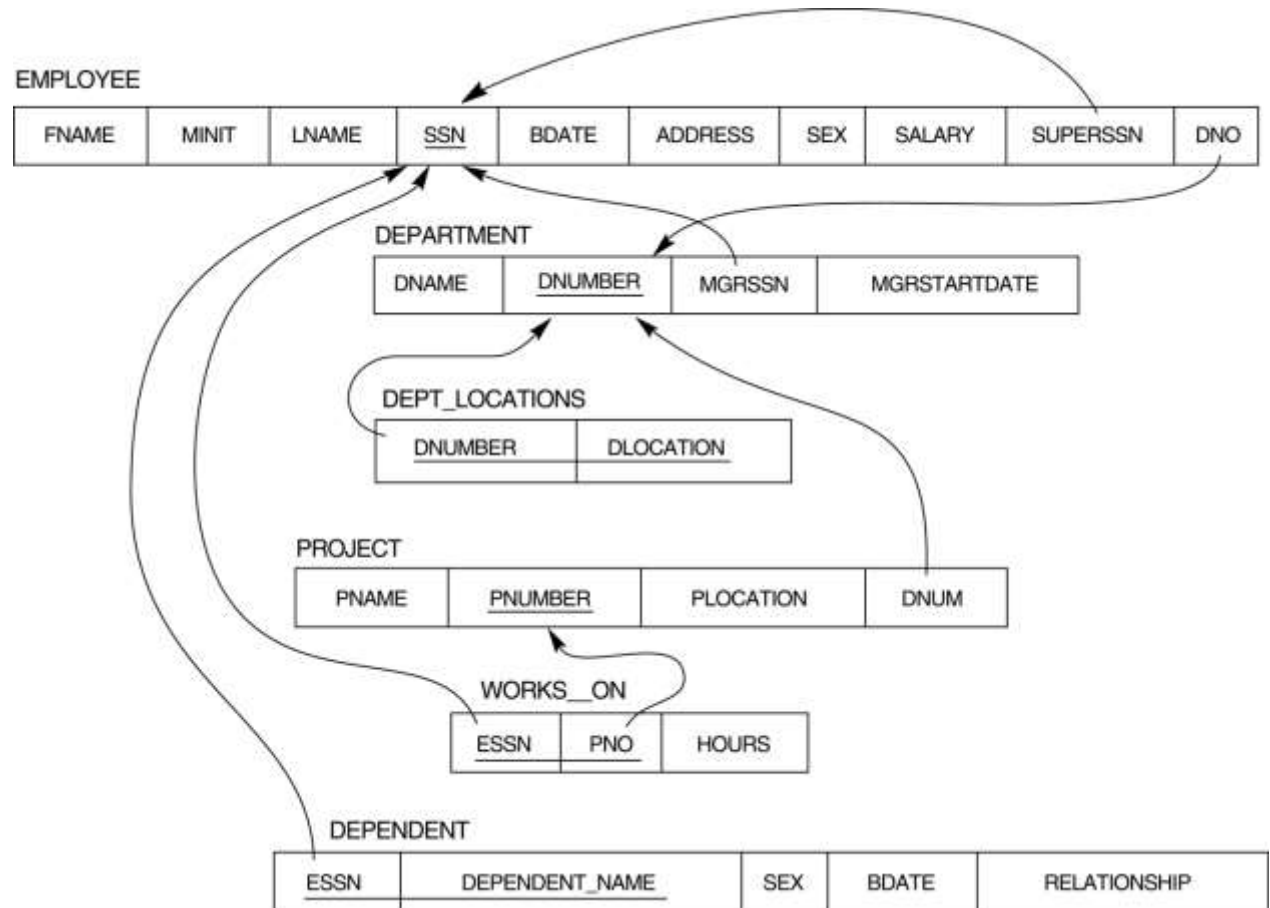 EMPLOYEE
FNAME MINIT LNAME SSN BDATE ADDRESS SEX SALARY SUPERSSN DNO
DEPARTMENT
DNAME DNUMBER MGRSSN MGRSTARTDATE
DEPT_LOCATIONS
DNUMBER DLOCATION
PROJECT
PNAME PNUMBER PLOCATION DNUM
WORKS__ON
ESSN PNO HOURS
DEPENDENT
ESSN DEPENDENT_NAME SEX BDATE RELATIONSHIP